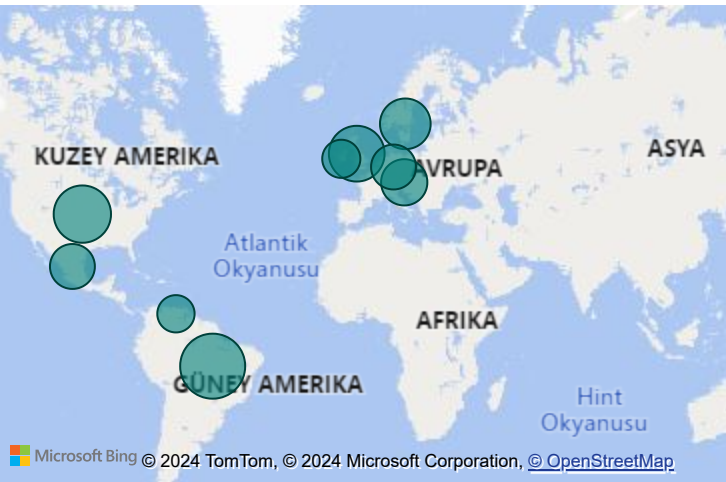 KUZEY AMERIKA
AVRUPA
ASYA
Atlantik
Okyanusu
AFRIKA
GÜNEY AMERIKA
Hint
Okyanusu
Microsoft Bing © 2024 TomTom, © 2024 Microsoft Corporation, © OpenStreetMap